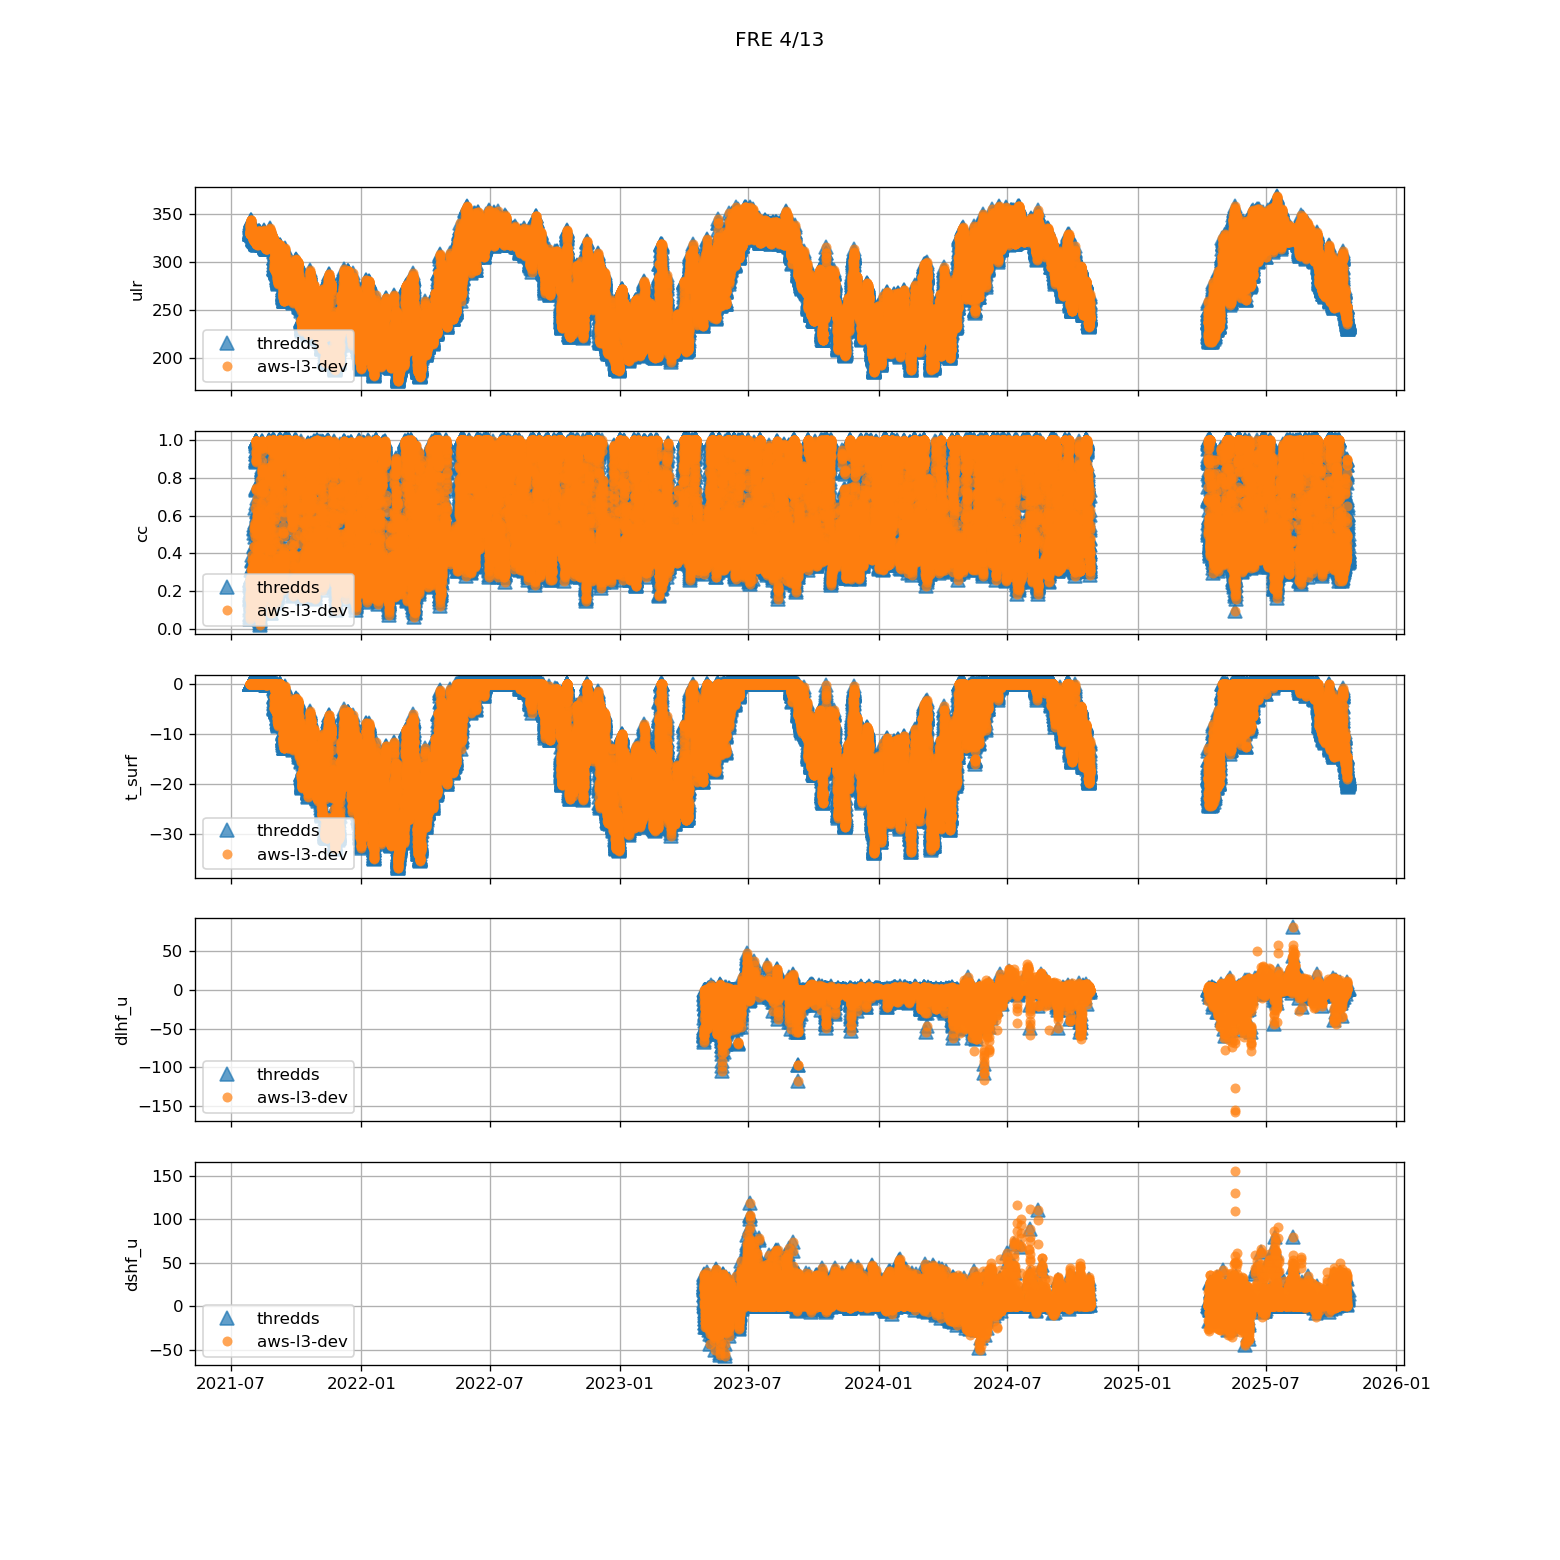 FRE 4/13
350
300
250
200
ulr
thredds
aws-l3-dev
1.0
0.8
0.6
0.4
0.2
0.0
cc
thredds
aws-l3-dev
0
−10
−20
−30
t_surf
thredds
aws-l3-dev
50
0
−50
−100
−150
dlhf_u
thredds
aws-l3-dev
150
100
50
0
−50
dshf_u
thredds
aws-l3-dev
2021-07 2022-01 2022-07 2023-01 2023-07 2024-01 2024-07 2025-01 2025-07 2026-01